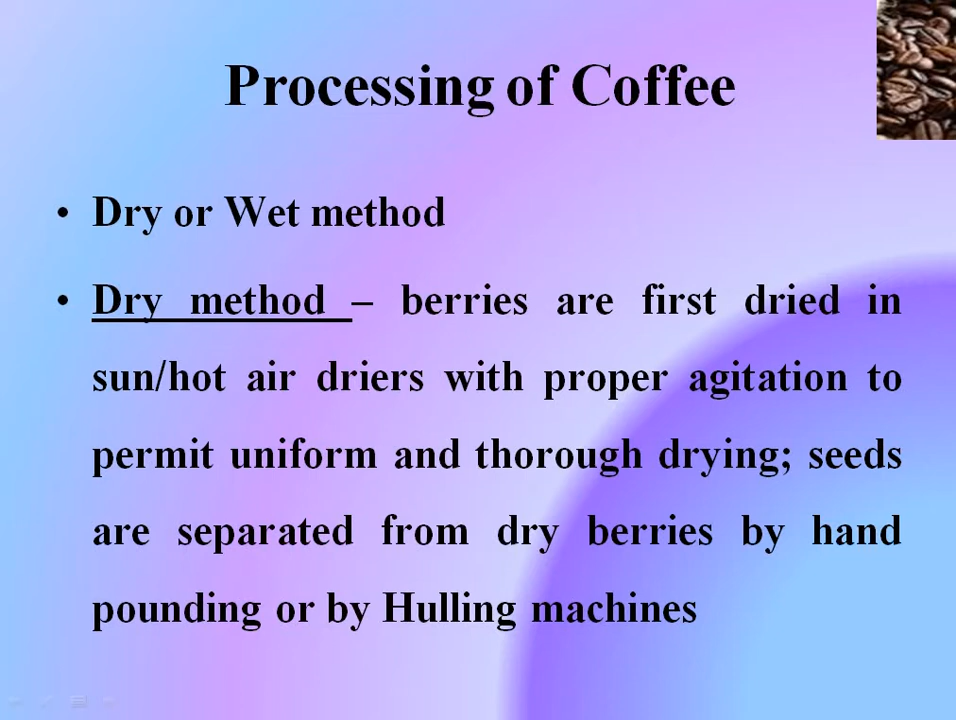 Processing of Coffee
• Dry or Wet method
• Dry method – berries are first dried in
sun/hot air driers with proper agitation to
permit uniform and thorough drying; seeds
are separated from dry berries by hand
pounding or by Hulling machines